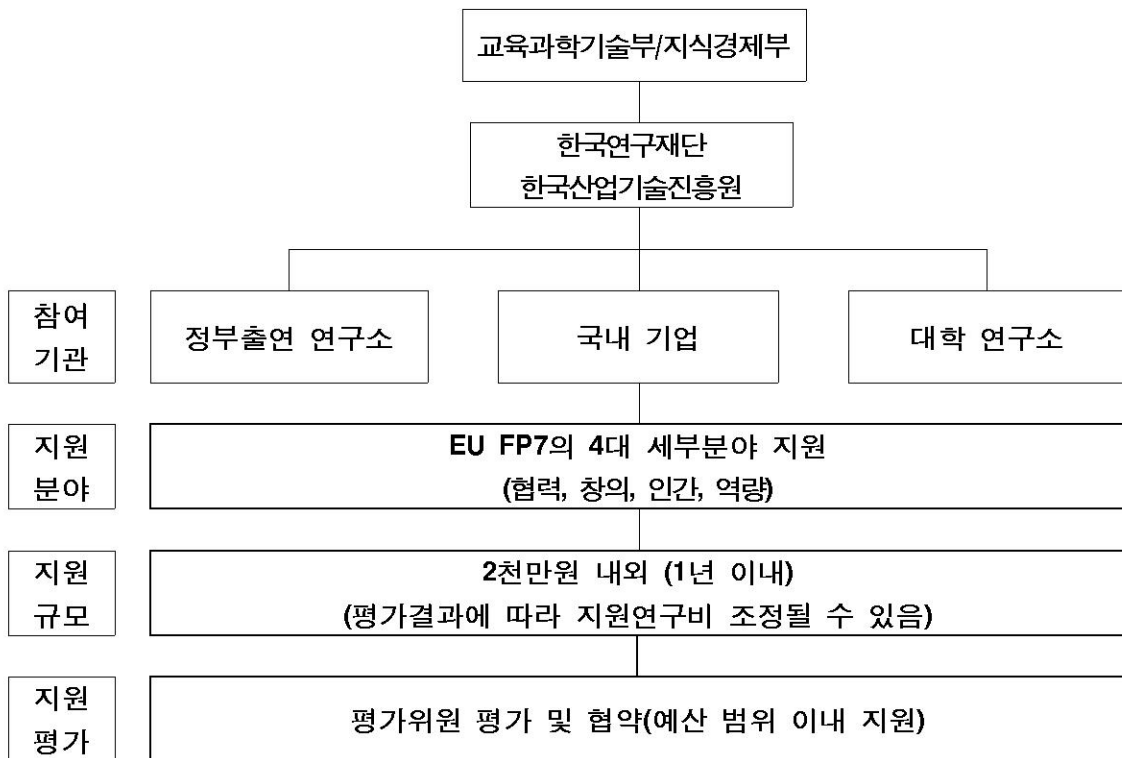 교육과학기술부/지식경제부
한국연구재단
한국산업기술진흥원
참여
기관
정부출연 연구소
국내 기업
대학 연구소
지원
분야
EU FP7의 4대 세부분야 지원
(협력, 창의, 인간, 역량)
지원
규모
2천만원 내외 (1년 이내)
(평가결과에 따라 지원연구비 조정될 수 있음)
지원
평가
평가위원 평가 및 협약(예산 범위 이내 지원)